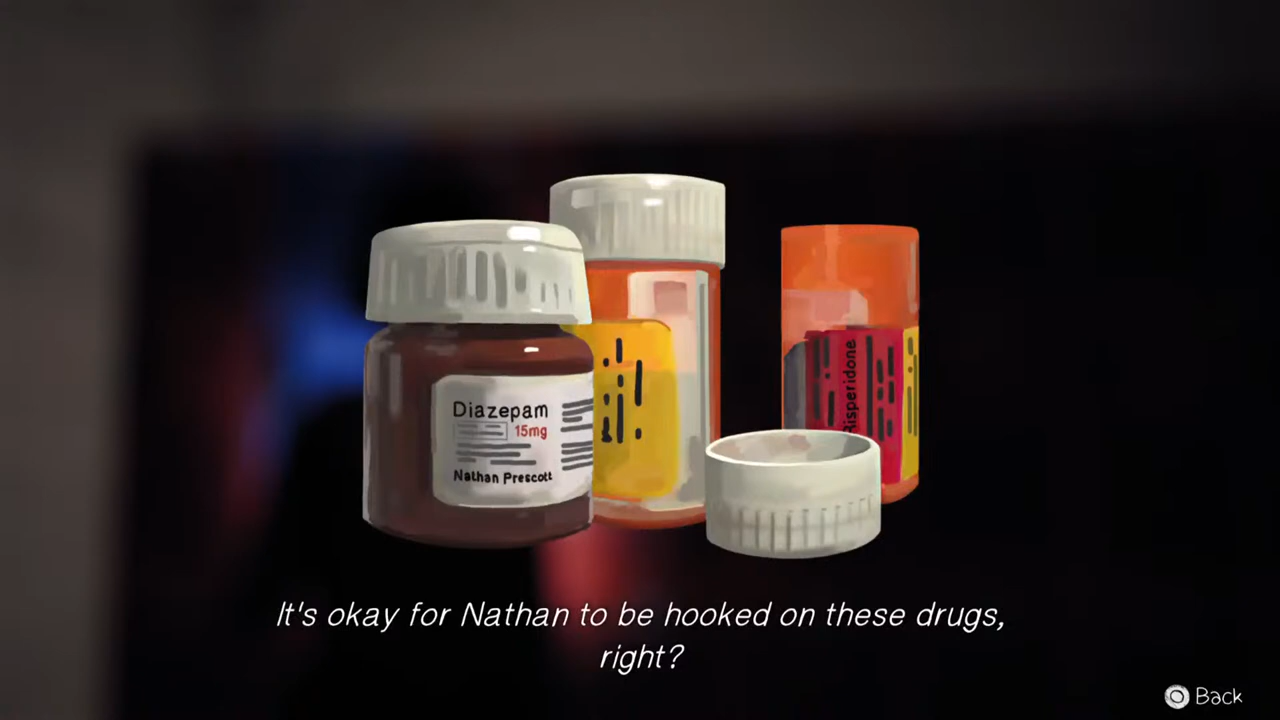 Diazepam
15mg
Nathan Prescott
Risperidone
It's okay for Nathan to be hooked on these drugs,
right?
Back